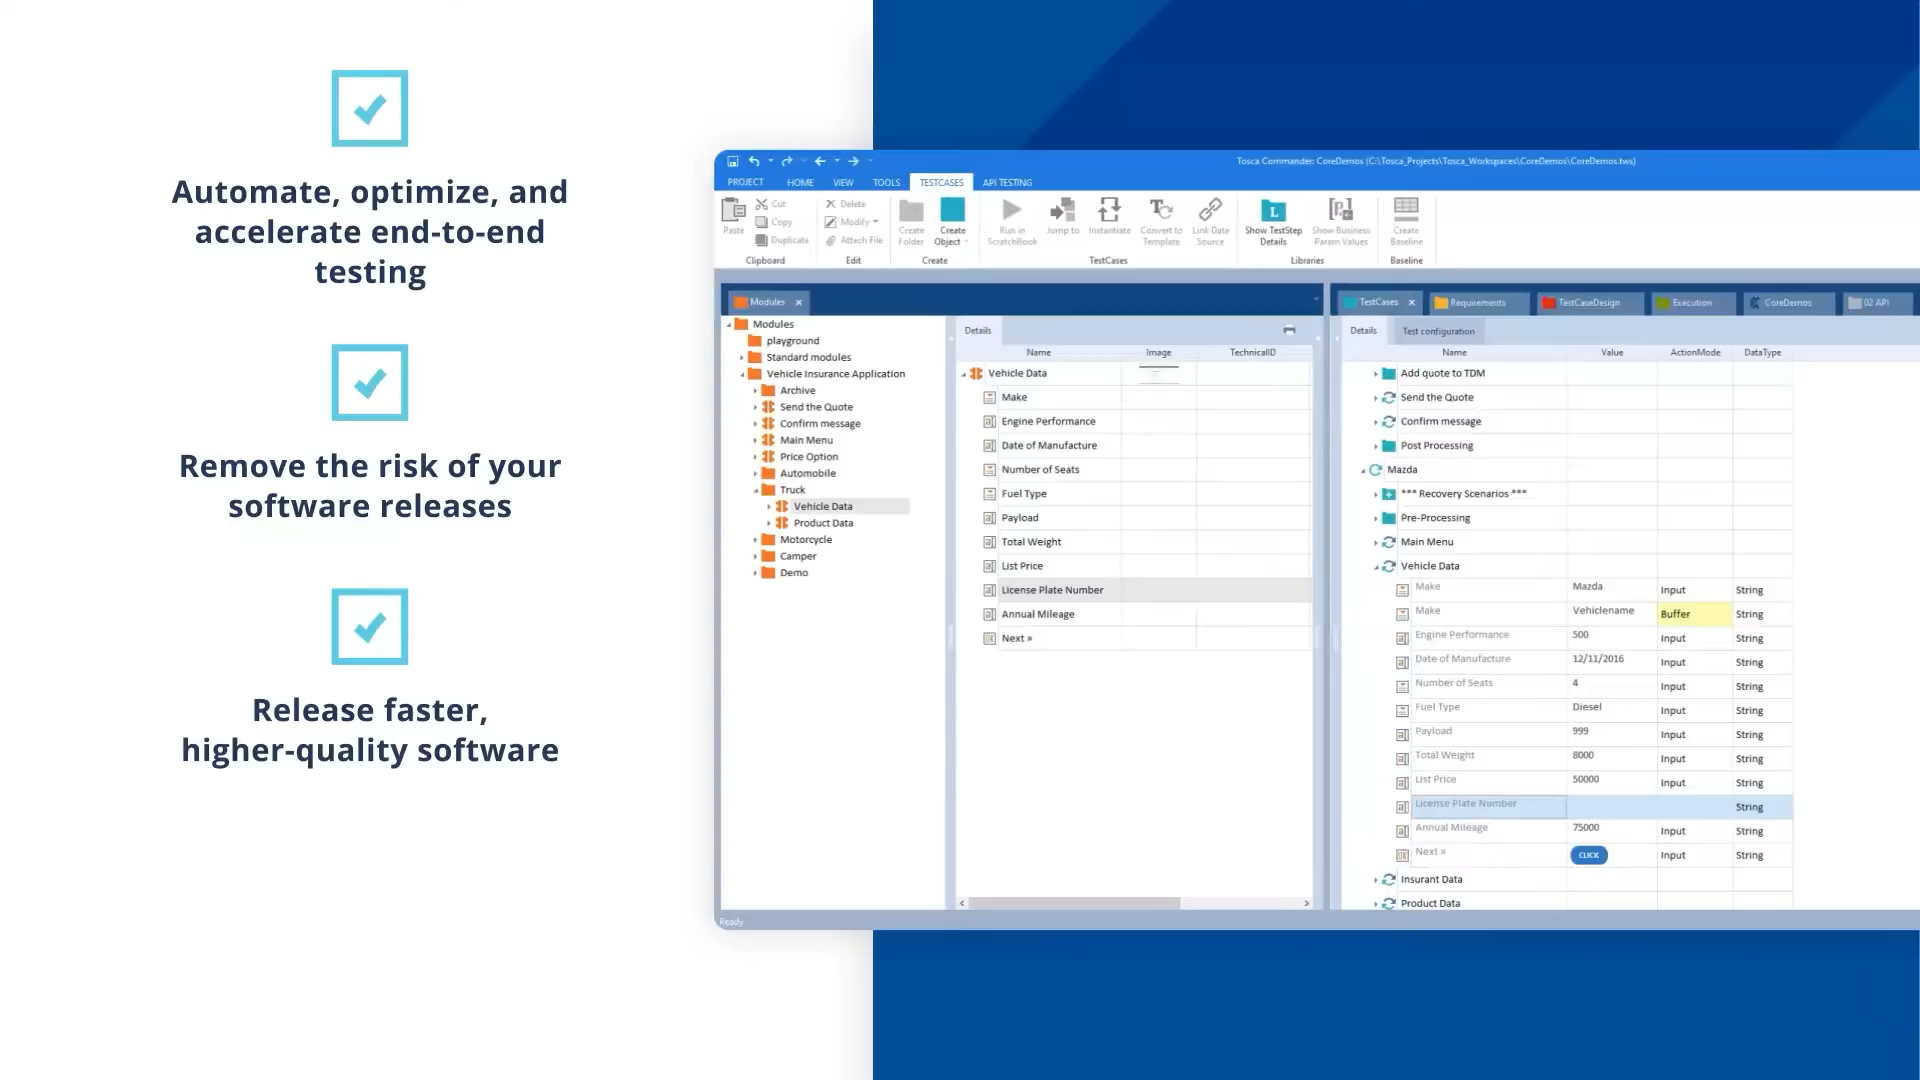 Automate, optimize, and
accelerate end-to-end
testing
Remove the risk of your
software releases
Release faster,
higher-quality software
Tosca Commander: CoreDemos (C:\Tosca_Projects\Tosca_Workspaces\CoreDemos\CoreDemos.tws)
PROJECT HOME VIEW TOOLS TESTCASES API TESTING
Paste
Cut
Copy
Duplicate
Clipboard
Delete
Modify
Attach File
Edit
Create
Folder
Create
Object
Create
Run in
ScratchBook
Jump to
Instantiate
Convert to
Template
Link Data
Source
TestCases
Show TestStep
Details
Show Business
Param Values
Libraries
Create
Baseline
Baseline
Modules
Modules
playground
Standard modules
Vehicle Insurance Application
Archive
Send the Quote
Confirm message
Main Menu
Price Option
Automobile
Truck
Vehicle Data
Product Data
Motorcycle
Camper
Demo
Details
Name Image TechnicalID
Vehicle Data
Make
Engine Performance
Date of Manufacture
Number of Seats
Fuel Type
Payload
Total Weight
List Price
License Plate Number
Annual Mileage
Next »
TestCases Requirements TestCaseDesign Execution CoreDemos 02 API
Details Test configuration
Name Value ActionMode DataType
Add quote to TDM
Send the Quote
Confirm message
Post Processing
Mazda
*** Recovery Scenarios ***
Pre-Processing
Main Menu
Vehicle Data
Make Mazda Input String
Make Vehiclename Buffer String
Engine Performance 500 Input String
Date of Manufacture 12/11/2016 Input String
Number of Seats 4 Input String
Fuel Type Diesel Input String
Payload 999 Input String
Total Weight 8000 Input String
List Price 50000 Input String
License Plate Number String
Annual Mileage 75000 Input String
Next » CLICK Input String
Insurant Data
Product Data
Ready